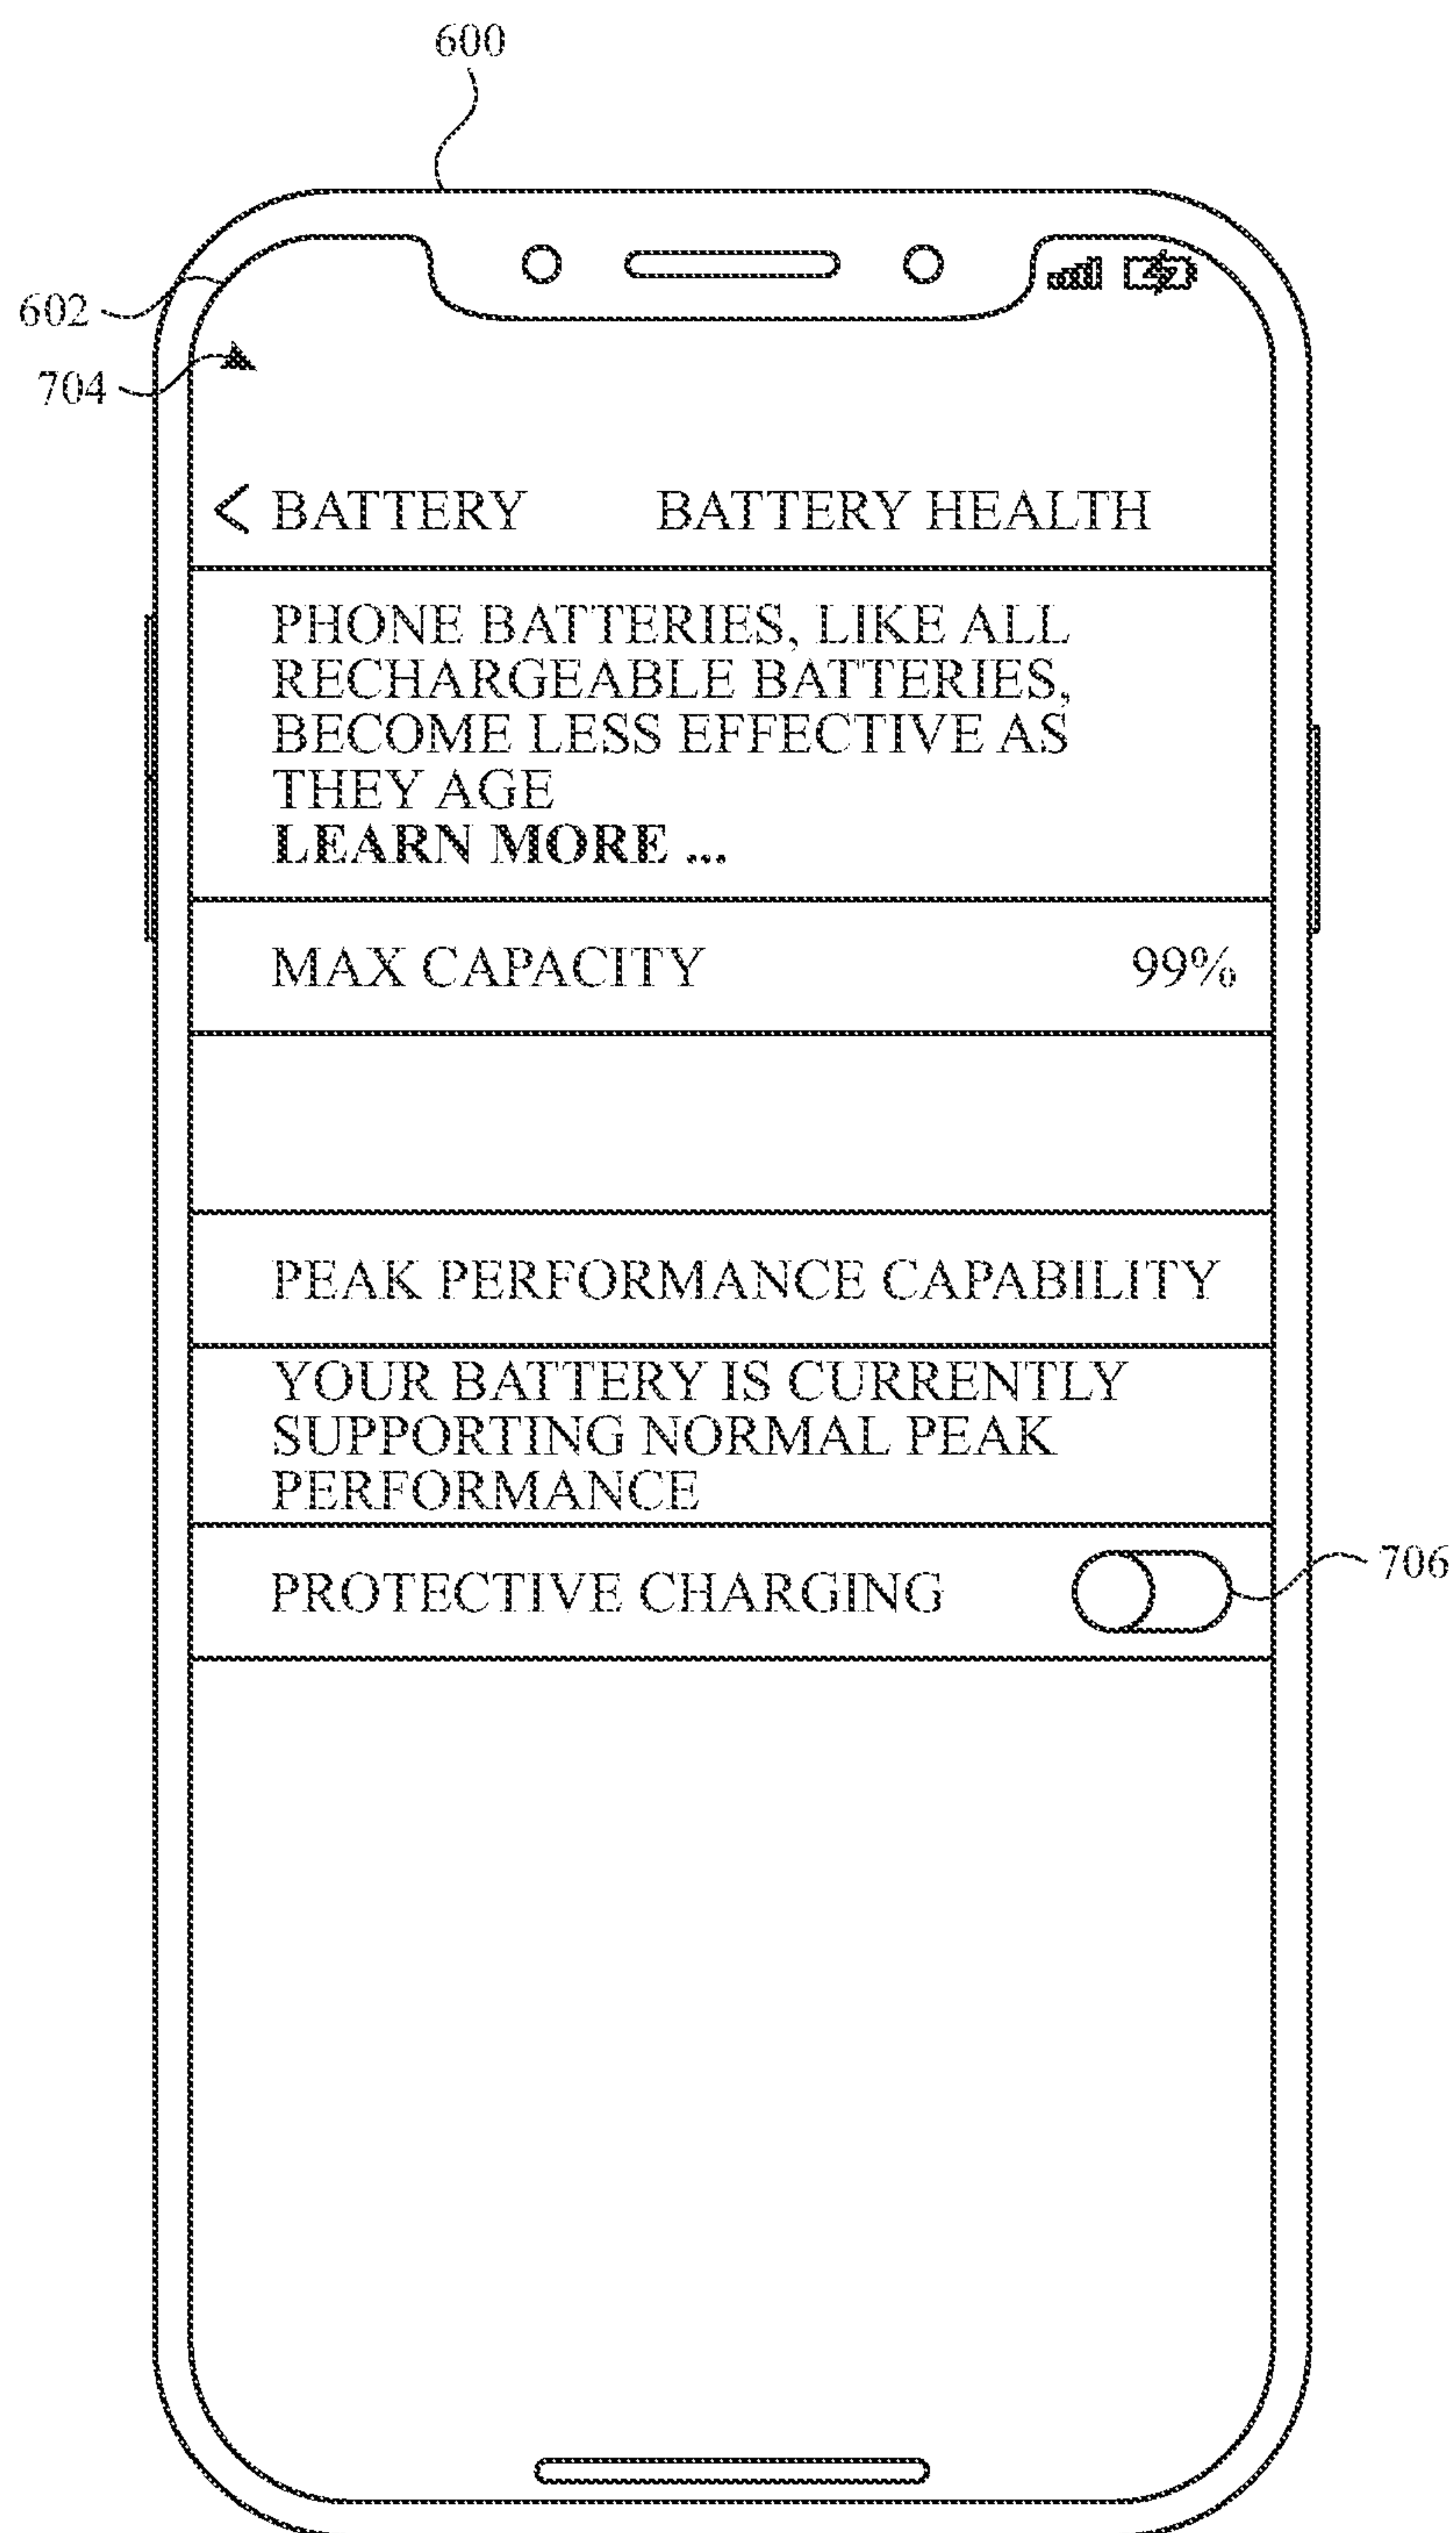 600
602
704
< BATTERY BATTERY HEALTH
PHONE BATTERIES, LIKE ALL
RECHARGEABLE BATTERIES,
BECOME LESS EFFECTIVE AS
THEY AGE
LEARN MORE ...
MAX CAPACITY 99%
PEAK PERFORMANCE CAPABILITY
YOUR BATTERY IS CURRENTLY
SUPPORTING NORMAL PEAK
PERFORMANCE
PROTECTIVE CHARGING
706